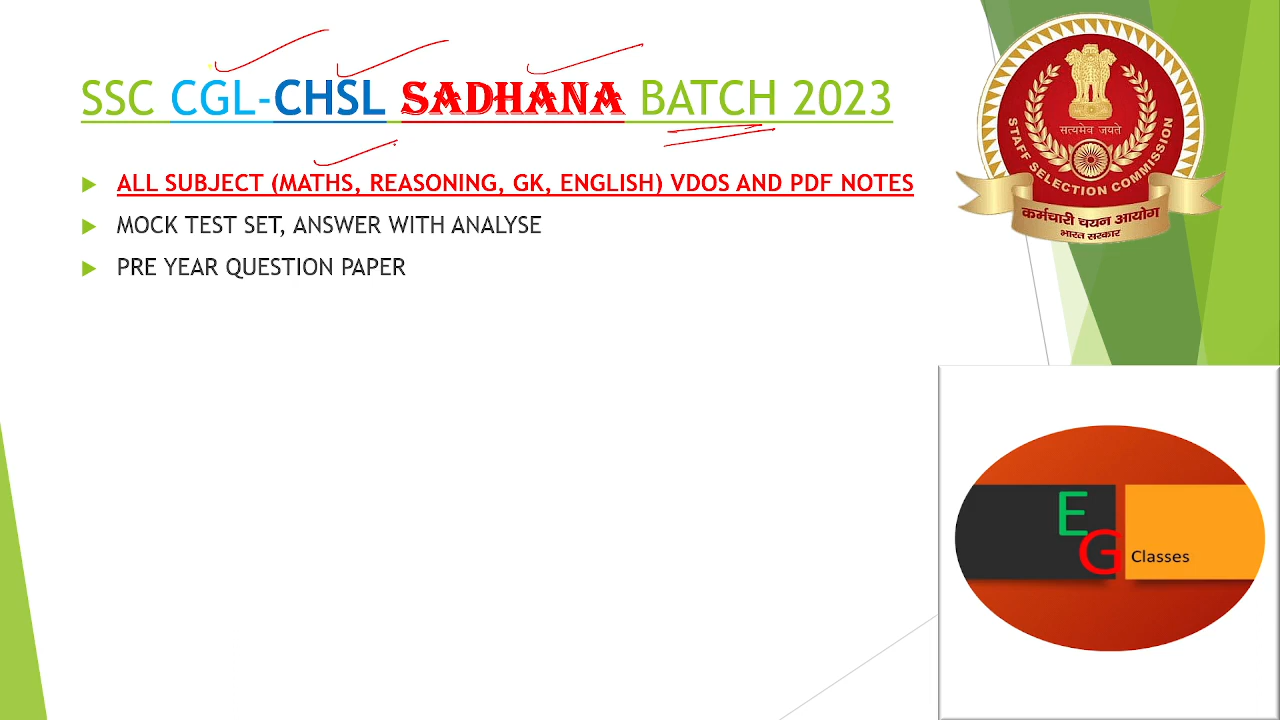 SSC CGL-CHSL SADHANA BATCH 2023
ALL SUBJECT (MATHS, REASONING, GK, ENGLISH) VDOS AND PDF NOTES
MOCK TEST SET, ANSWER WITH ANALYSE
PRE YEAR QUESTION PAPER
सत्यमेव जयते
STAFF SELECTION COMMISSION
कर्मचारी चयन आयोग
भारत सरकार
EG Classes